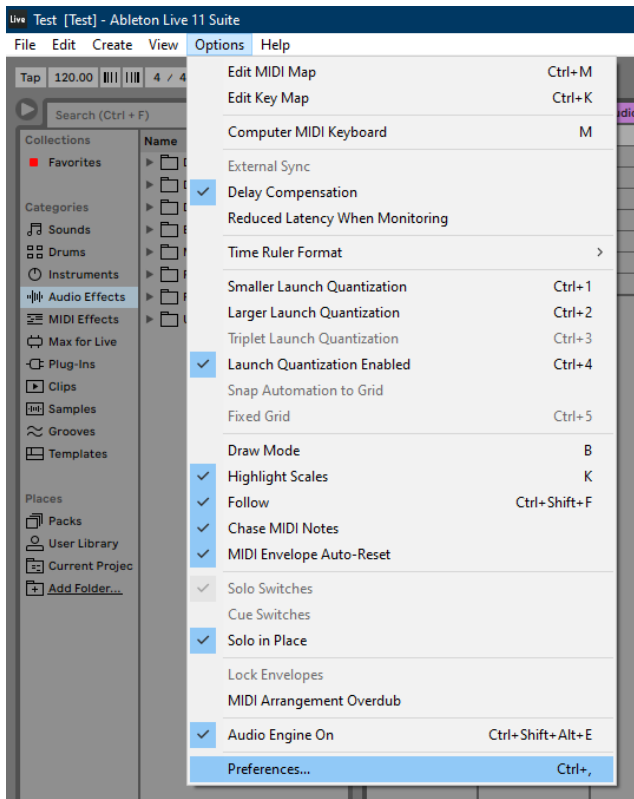 Live Test [Test] - Ableton Live 11 Suite
File Edit Create View Options Help
Tap 120.00 4 / 4
Search (Ctrl + F)
Collections
Favorites
Categories
Sounds
Drums
Instruments
Audio Effects
MIDI Effects
Max for Live
Plug-Ins
Clips
Samples
Grooves
Templates
Places
Packs
User Library
Current Projec
Add Folder...
Name
Edit MIDI Map Ctrl+M
Edit Key Map Ctrl+K
Computer MIDI Keyboard M
External Sync
Delay Compensation
Reduced Latency When Monitoring
Time Ruler Format
Smaller Launch Quantization Ctrl+1
Larger Launch Quantization Ctrl+2
Triplet Launch Quantization Ctrl+3
Launch Quantization Enabled Ctrl+4
Snap Automation to Grid
Fixed Grid Ctrl+5
Draw Mode B
Highlight Scales K
Follow Ctrl+Shift+F
Chase MIDI Notes
MIDI Envelope Auto-Reset
Solo Switches
Cue Switches
Solo in Place
Lock Envelopes
MIDI Arrangement Overdub
Audio Engine On Ctrl+Shift+Alt+E
Preferences... Ctrl+,